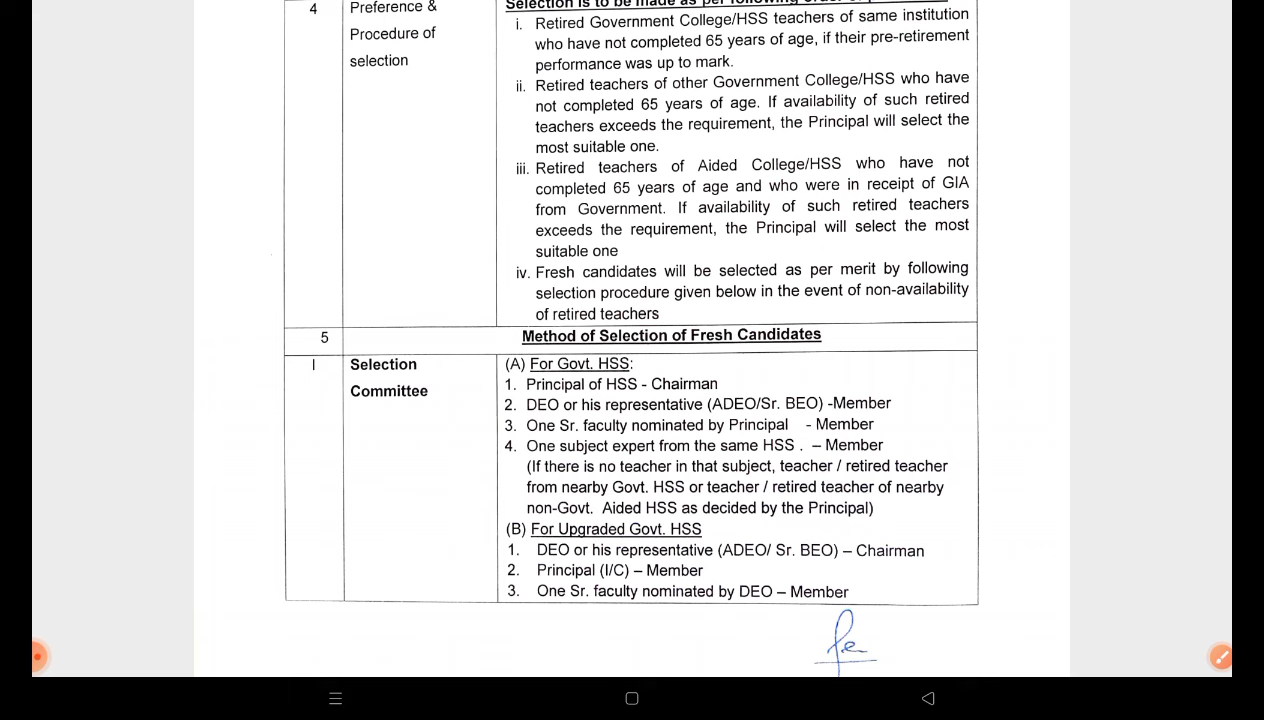 4 Preference & Selection is to be made as per following order of preference
Procedure of selection
i. Retired Government College/HSS teachers of same institution
who have not completed 65 years of age, if their pre-retirement
performance was up to mark.
ii. Retired teachers of other Government College/HSS who have
not completed 65 years of age. If availability of such retired
teachers exceeds the requirement, the Principal will select the
most suitable one.
iii. Retired teachers of Aided College/HSS who have not
completed 65 years of age and who were in receipt of GIA
from Government. If availability of such retired teachers
exceeds the requirement, the Principal will select the most
suitable one
iv. Fresh candidates will be selected as per merit by following
selection procedure given below in the event of non-availability
of retired teachers
5 Method of Selection of Fresh Candidates
I Selection
Committee
(A) For Govt. HSS:
1. Principal of HSS - Chairman
2. DEO or his representative (ADEO/Sr. BEO) -Member
3. One Sr. faculty nominated by Principal - Member
4. One subject expert from the same HSS . – Member
(If there is no teacher in that subject, teacher / retired teacher
from nearby Govt. HSS or teacher / retired teacher of nearby
non-Govt. Aided HSS as decided by the Principal)
(B) For Upgraded Govt. HSS
1. DEO or his representative (ADEO/ Sr. BEO) – Chairman
2. Principal (I/C) – Member
3. One Sr. faculty nominated by DEO – Member